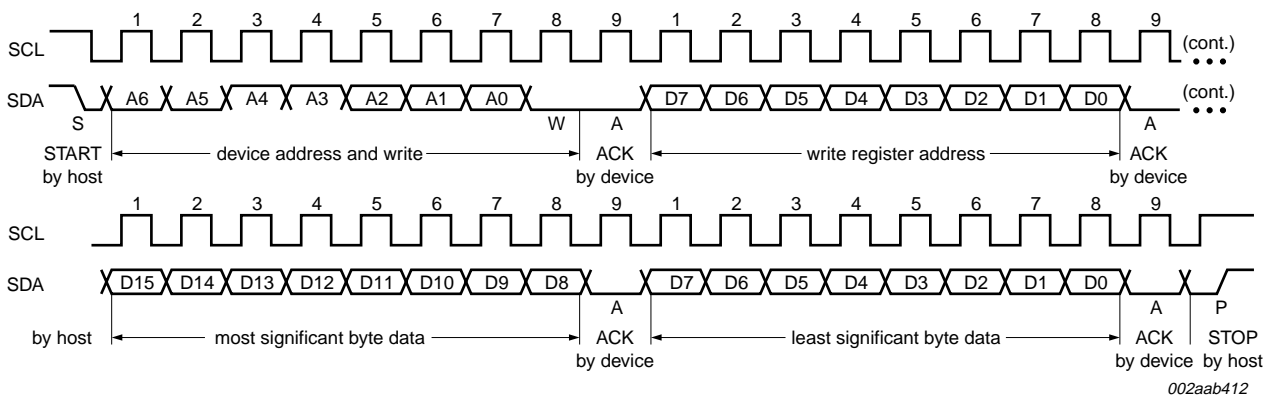 1 2 3 4 5 6 7 8 9 1 2 3 4 5 6 7 8 9
SCL (cont.)
SDA A6 A5 A4 A3 A2 A1 A0 D7 D6 D5 D4 D3 D2 D1 D0 (cont.)
S W A A
START device address and write ACK write register address ACK
by host by device by device
1 2 3 4 5 6 7 8 9 1 2 3 4 5 6 7 8 9
SCL
SDA D15 D14 D13 D12 D11 D10 D9 D8 D7 D6 D5 D4 D3 D2 D1 D0
A A P
by host most significant byte data ACK least significant byte data ACK STOP
by device by device by host
002aab412